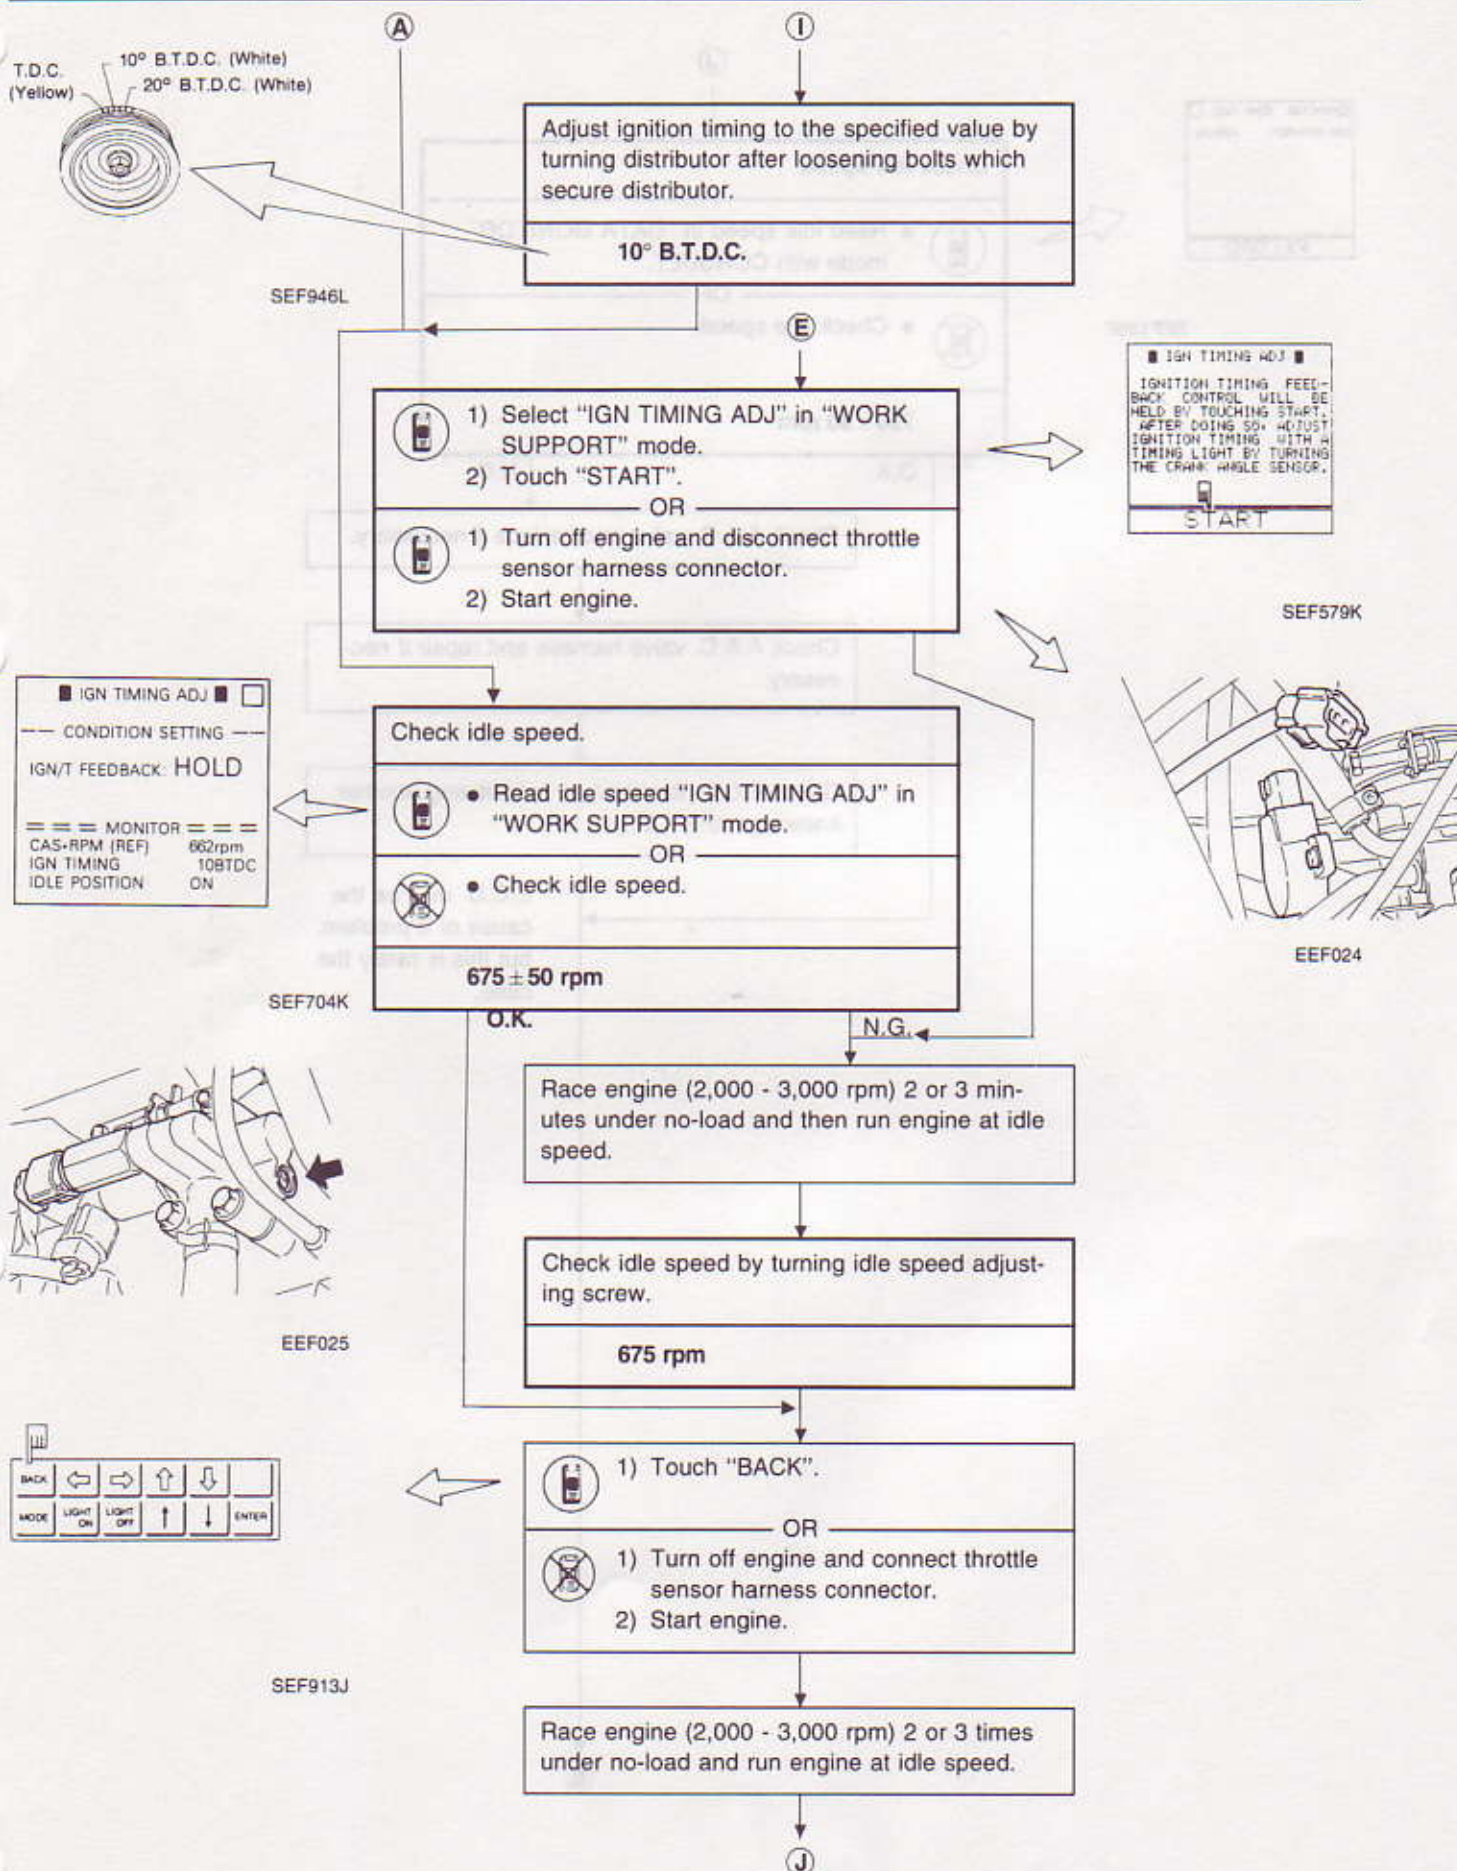 A
I
10° B.T.D.C. (White)
T.D.C.
(Yellow)
20° B.T.D.C. (White)
Adjust ignition timing to the specified value by
turning distributor after loosening bolts which
secure distributor.
10° B.T.D.C.
SEF946L
E
1) Select “IGN TIMING ADJ” in “WORK
SUPPORT” mode.
2) Touch “START”.
OR
1) Turn off engine and disconnect throttle
sensor harness connector.
2) Start engine.
IGN TIMING ADJ
IGNITION TIMING FEED-
BACK CONTROL WILL BE
HELD BY TOUCHING START.
AFTER DOING SO, ADJUST
IGNITION TIMING WITH A
TIMING LIGHT BY TURNING
THE CRANK ANGLE SENSOR.
START
SEF579K
IGN TIMING ADJ
CONDITION SETTING
IGN/T FEEDBACK: HOLD
= = = MONITOR = = =
CAS•RPM (REF) 662rpm
IGN TIMING 10BTDC
IDLE POSITION ON
SEF704K
Check idle speed.
• Read idle speed “IGN TIMING ADJ” in
“WORK SUPPORT” mode.
OR
• Check idle speed.
675 ± 50 rpm
O.K.
N.G.
EEF024
Race engine (2,000 - 3,000 rpm) 2 or 3 min-
utes under no-load and then run engine at idle
speed.
Check idle speed by turning idle speed adjust-
ing screw.
675 rpm
EEF025
BACK
MODE LIGHT ON LIGHT OFF ENTER
SEF913J
1) Touch “BACK”.
OR
1) Turn off engine and connect throttle
sensor harness connector.
2) Start engine.
Race engine (2,000 - 3,000 rpm) 2 or 3 times
under no-load and run engine at idle speed.
J